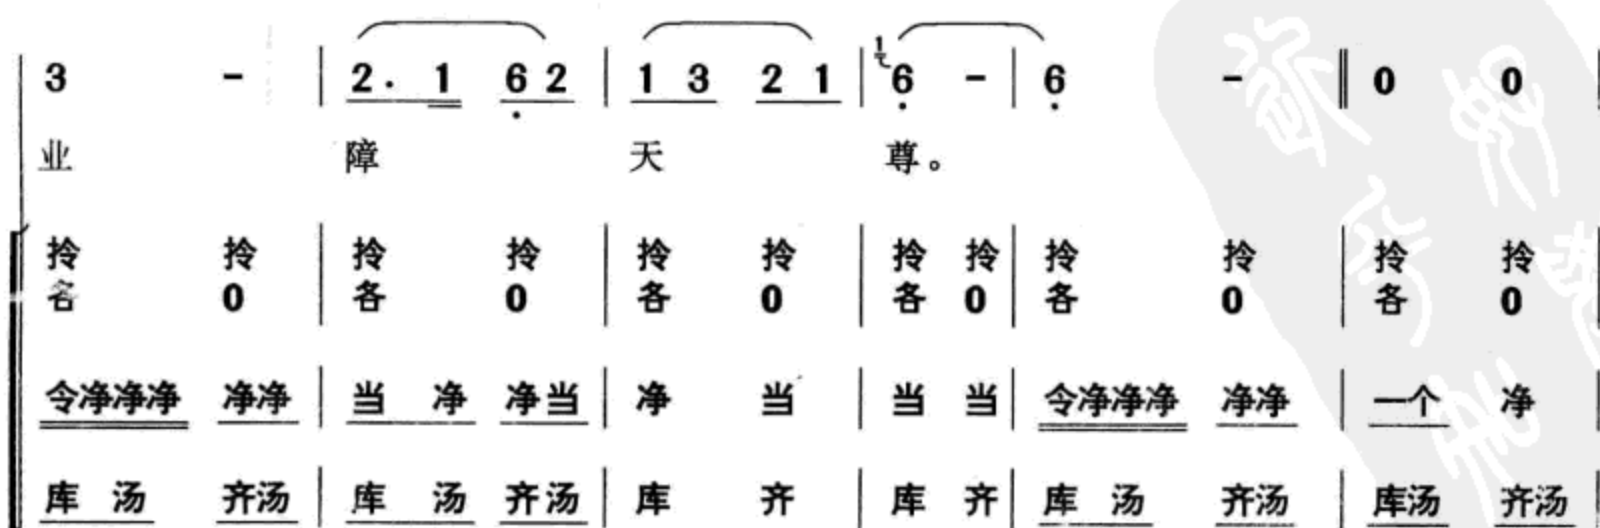 3 - | 2. 1 6 2 | 1 3 2 1 | 6 - | 6 - || 0 0
业 障 天 尊。
拎 拎 | 拎 拎 | 拎 拎 | 拎 拎 | 拎 拎 | 拎 拎
各 0 | 各 0 | 各 0 | 各 0 | 各 0 | 各 0
令净净净 净净 | 当 净 净当 | 净 当 | 当 当 | 令净净净 净净 | 一个 净
库 汤 齐汤 | 库 汤 齐汤 | 库 齐 | 库 齐 | 库 汤 齐汤 | 库汤 齐汤